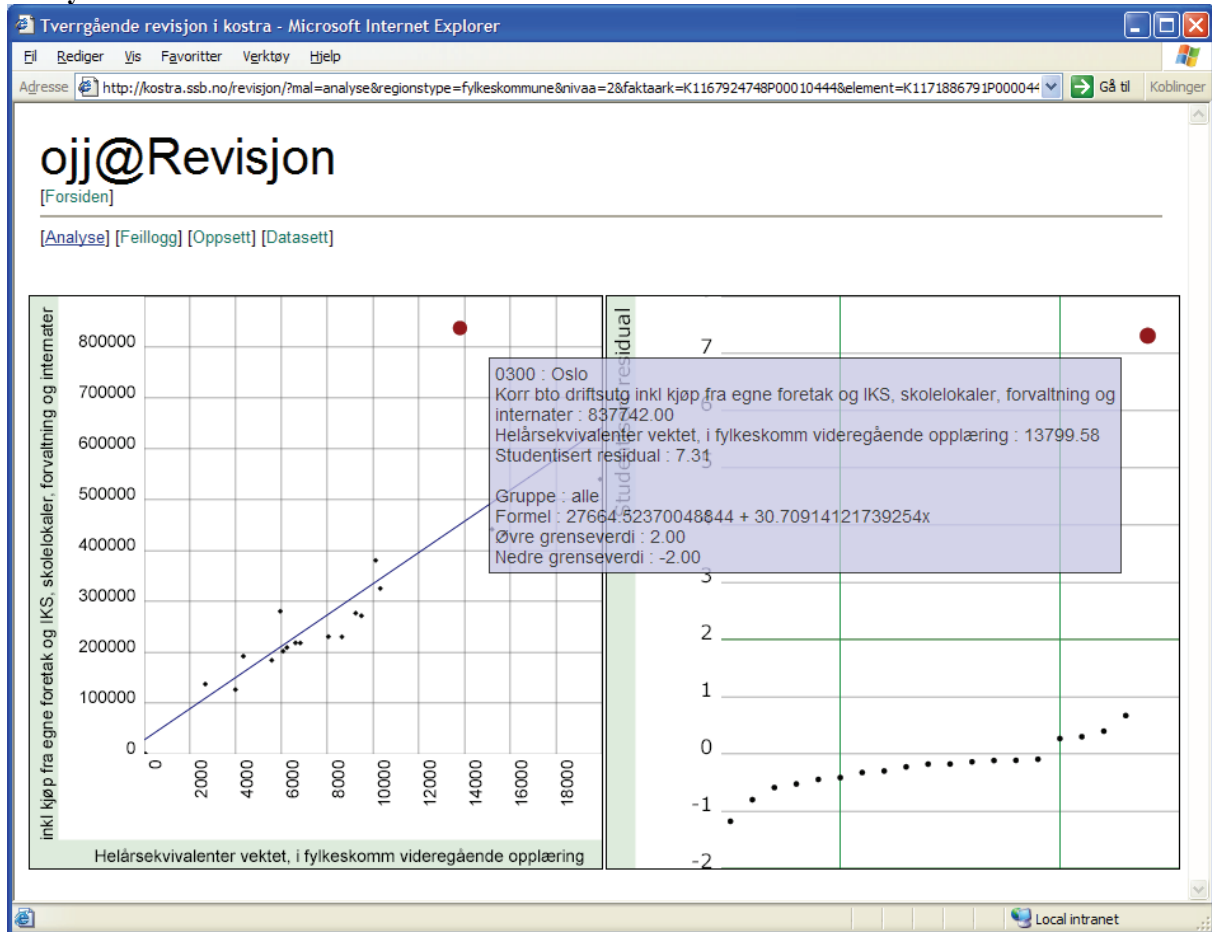 Tverrgående revisjon i kostra - Microsoft Internet Explorer
Fil Rediger Vis Favoritter Verktøy Hjelp
Adresse http://kostra.ssb.no/revisjon/?mal=analyse&regionstype=fylkeskommune&nivaa=2&faktaark=K1167924748P00010444&element=K1171886791P000044 Gå til Koblinger
ojj@Revisjon
[Forsiden]
[Analyse] [Feillogg] [Oppsett] [Datasett]
inkl kjøp fra egne foretak og IKS, skolelokaler, forvaltning og internater
800000
700000
600000
500000
400000
300000
200000
100000
0
0 2000 4000 6000 8000 10000 12000 14000 16000 18000
Helårsekvivalenter vektet, i fylkeskomm videregående opplæring
0300 : Oslo
Korr bto driftsutg inkl kjøp fra egne foretak og IKS, skolelokaler, forvaltning og
internater : 837742.00
Helårsekvivalenter vektet, i fylkeskomm videregående opplæring : 13799.58
Studentisert residual : 7.31
Gruppe : alle
Formel : 27664.52370048844 + 30.70914121739254x
Øvre grenseverdi : 2.00
Nedre grenseverdi : -2.00
Studentisert residual
7
6
5
4
3
2
1
0
-1
-2
Local intranet